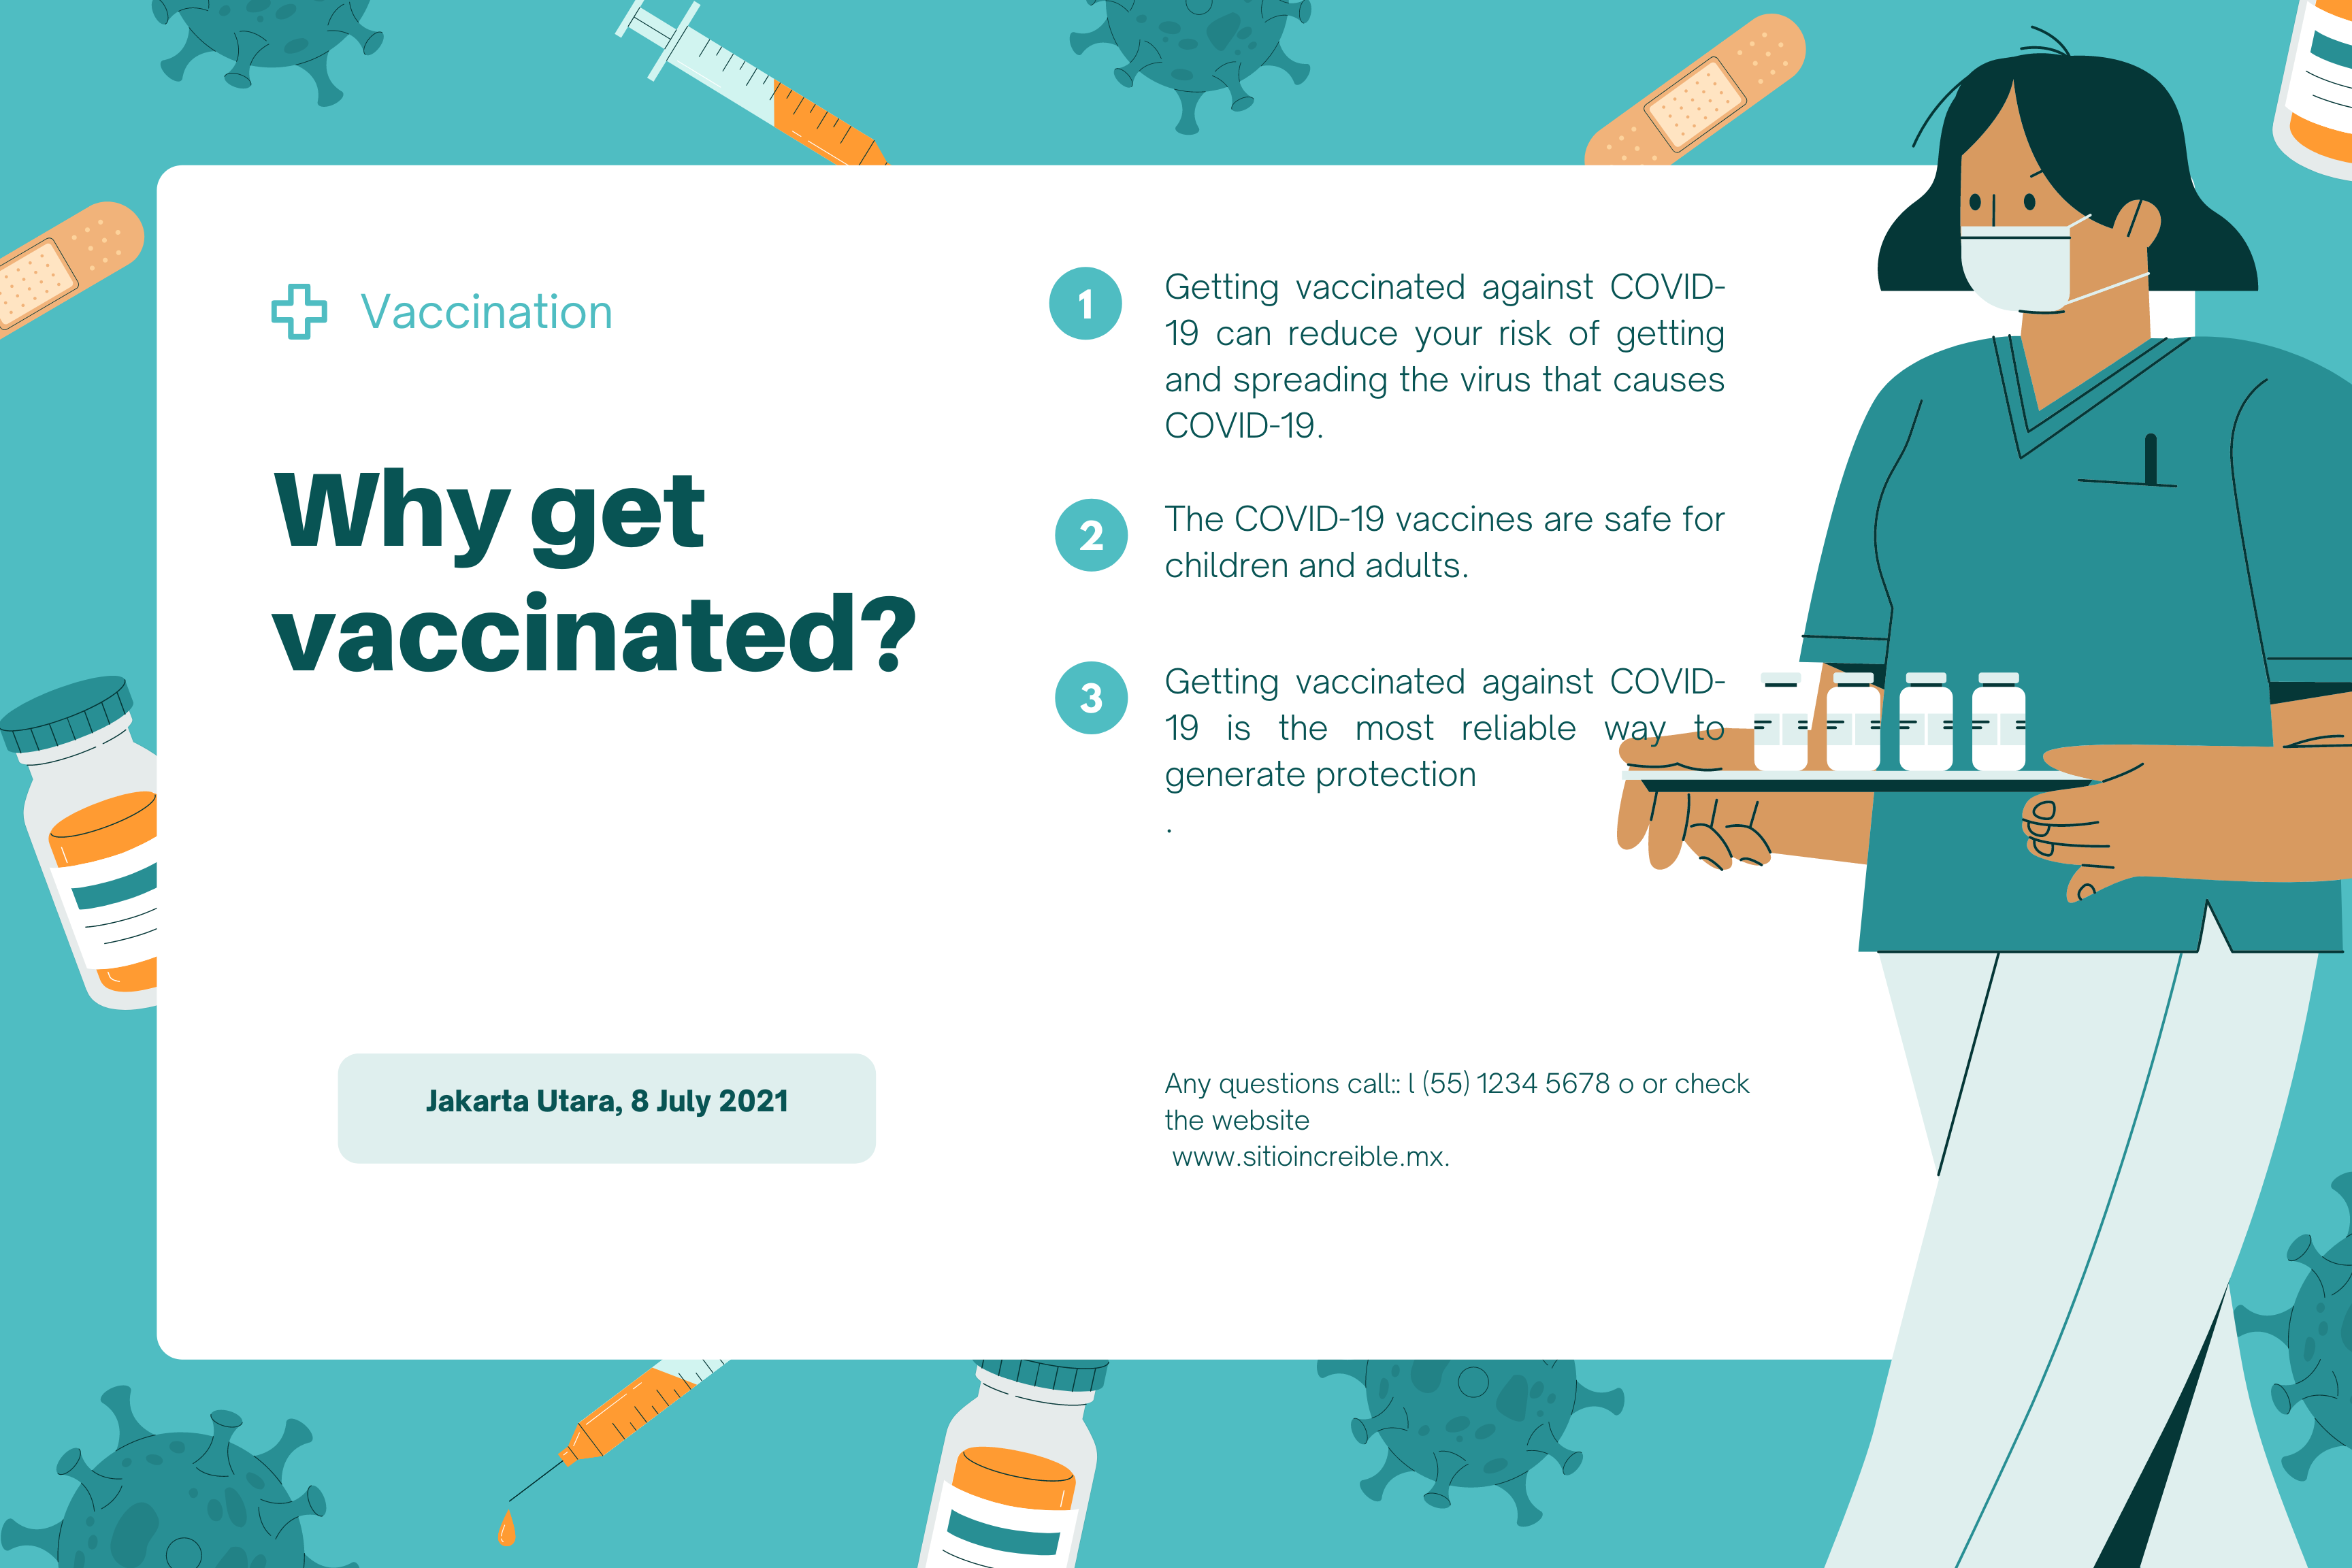 Vaccination
Why get
vaccinated?
1
Getting vaccinated against COVID-
19 can reduce your risk of getting
and spreading the virus that causes
COVID-19.
2
The COVID-19 vaccines are safe for
children and adults.
3
Getting vaccinated against COVID-
19 is the most reliable way to
generate protection
.
Jakarta Utara, 8 July 2021
Any questions call:: l (55) 1234 5678 o or check
the website
www.sitioincreible.mx.